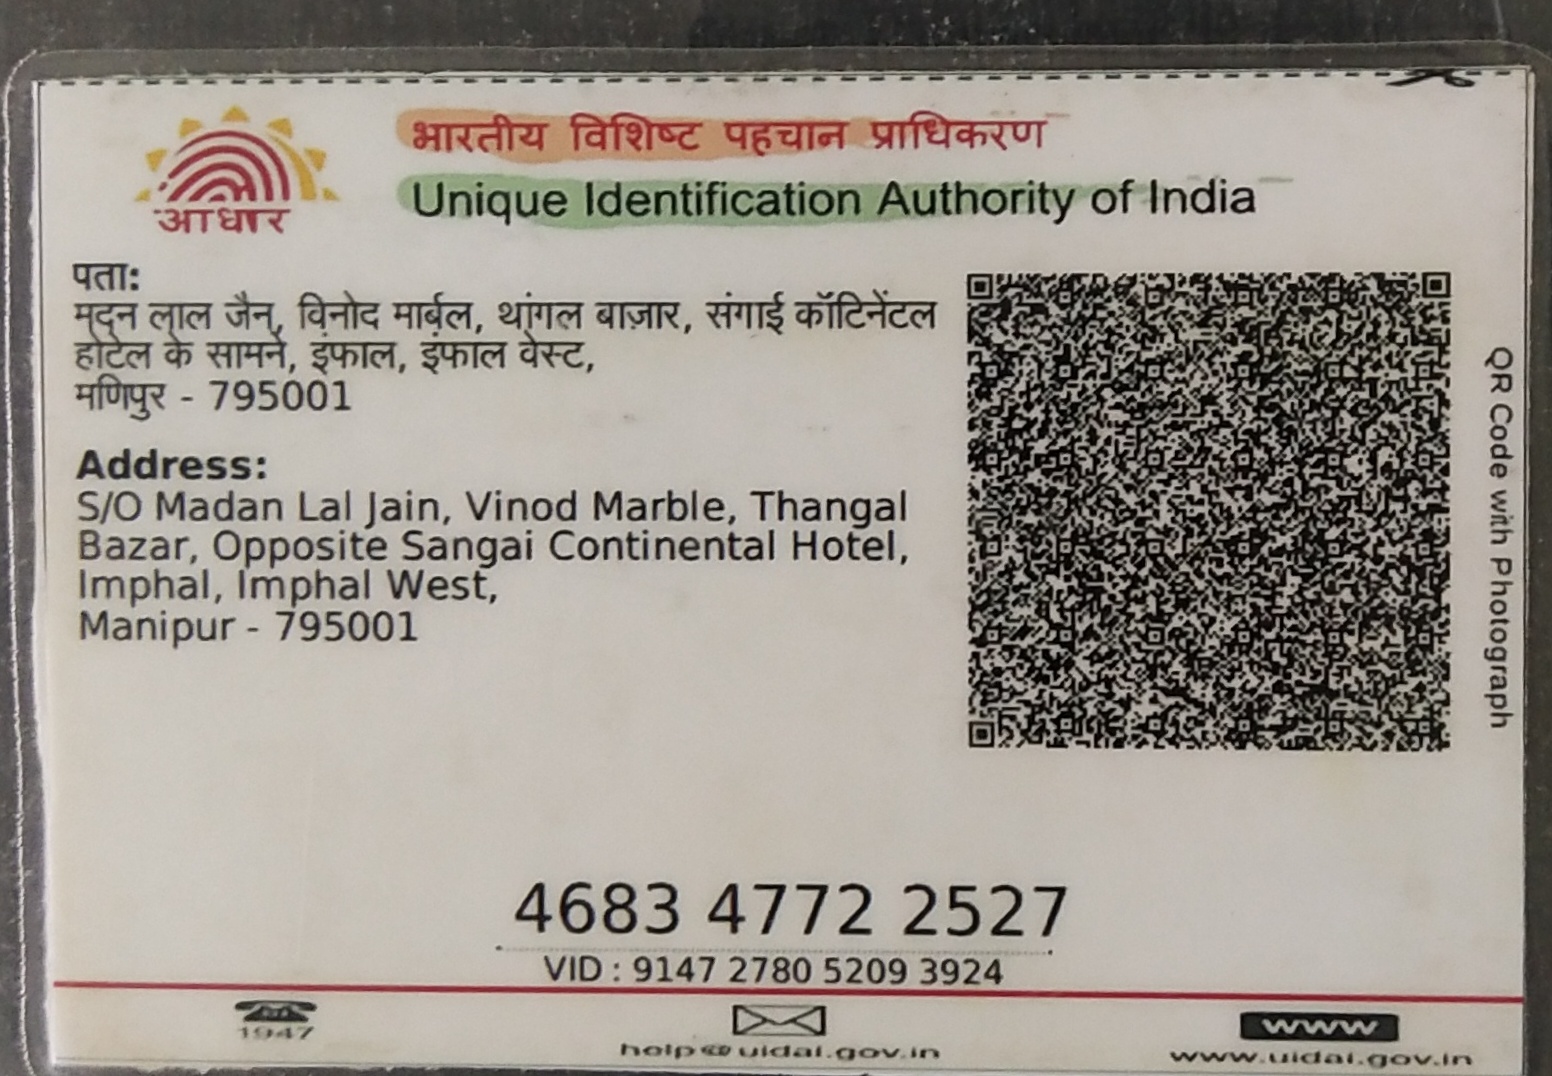 भारतीय विशिष्ट पहचान प्राधिकरण
Unique Identification Authority of India
आधार
पता:
मदन लाल जैन, विनोद मार्बल, थांगल बाज़ार, संगाई कॉटिनेंटल
होटेल के सामने, इंफाल, इंफाल वेस्ट,
मणिपुर - 795001
Address:
S/O Madan Lal Jain, Vinod Marble, Thangal
Bazar, Opposite Sangai Continental Hotel,
Imphal, Imphal West,
Manipur - 795001
QR Code with Photograph
4683 4772 2527
VID : 9147 2780 5209 3924
1947
help@uidai.gov.in
www
www.uidai.gov.in